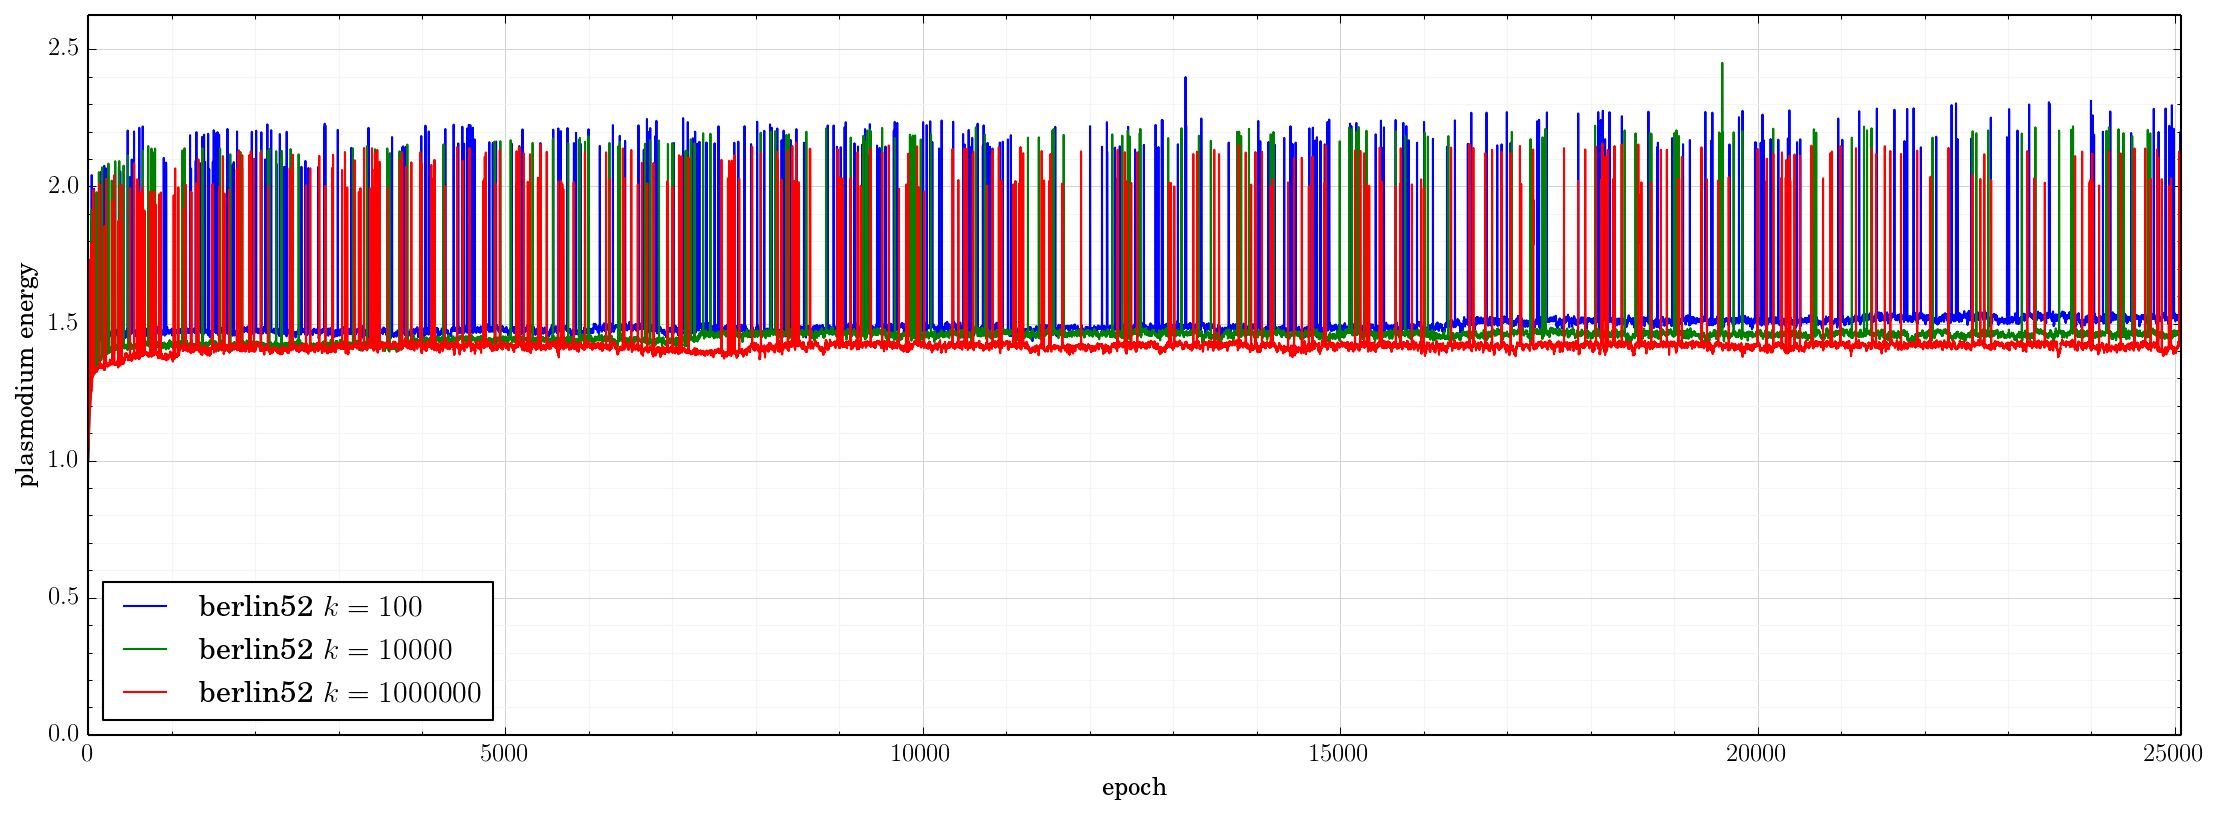 2.5
2.0
1.5
1.0
0.5
0.0
plasmodium energy
berlin52 k = 100
berlin52 k = 10000
berlin52 k = 1000000
0 5000 10000 15000 20000 25000
epoch